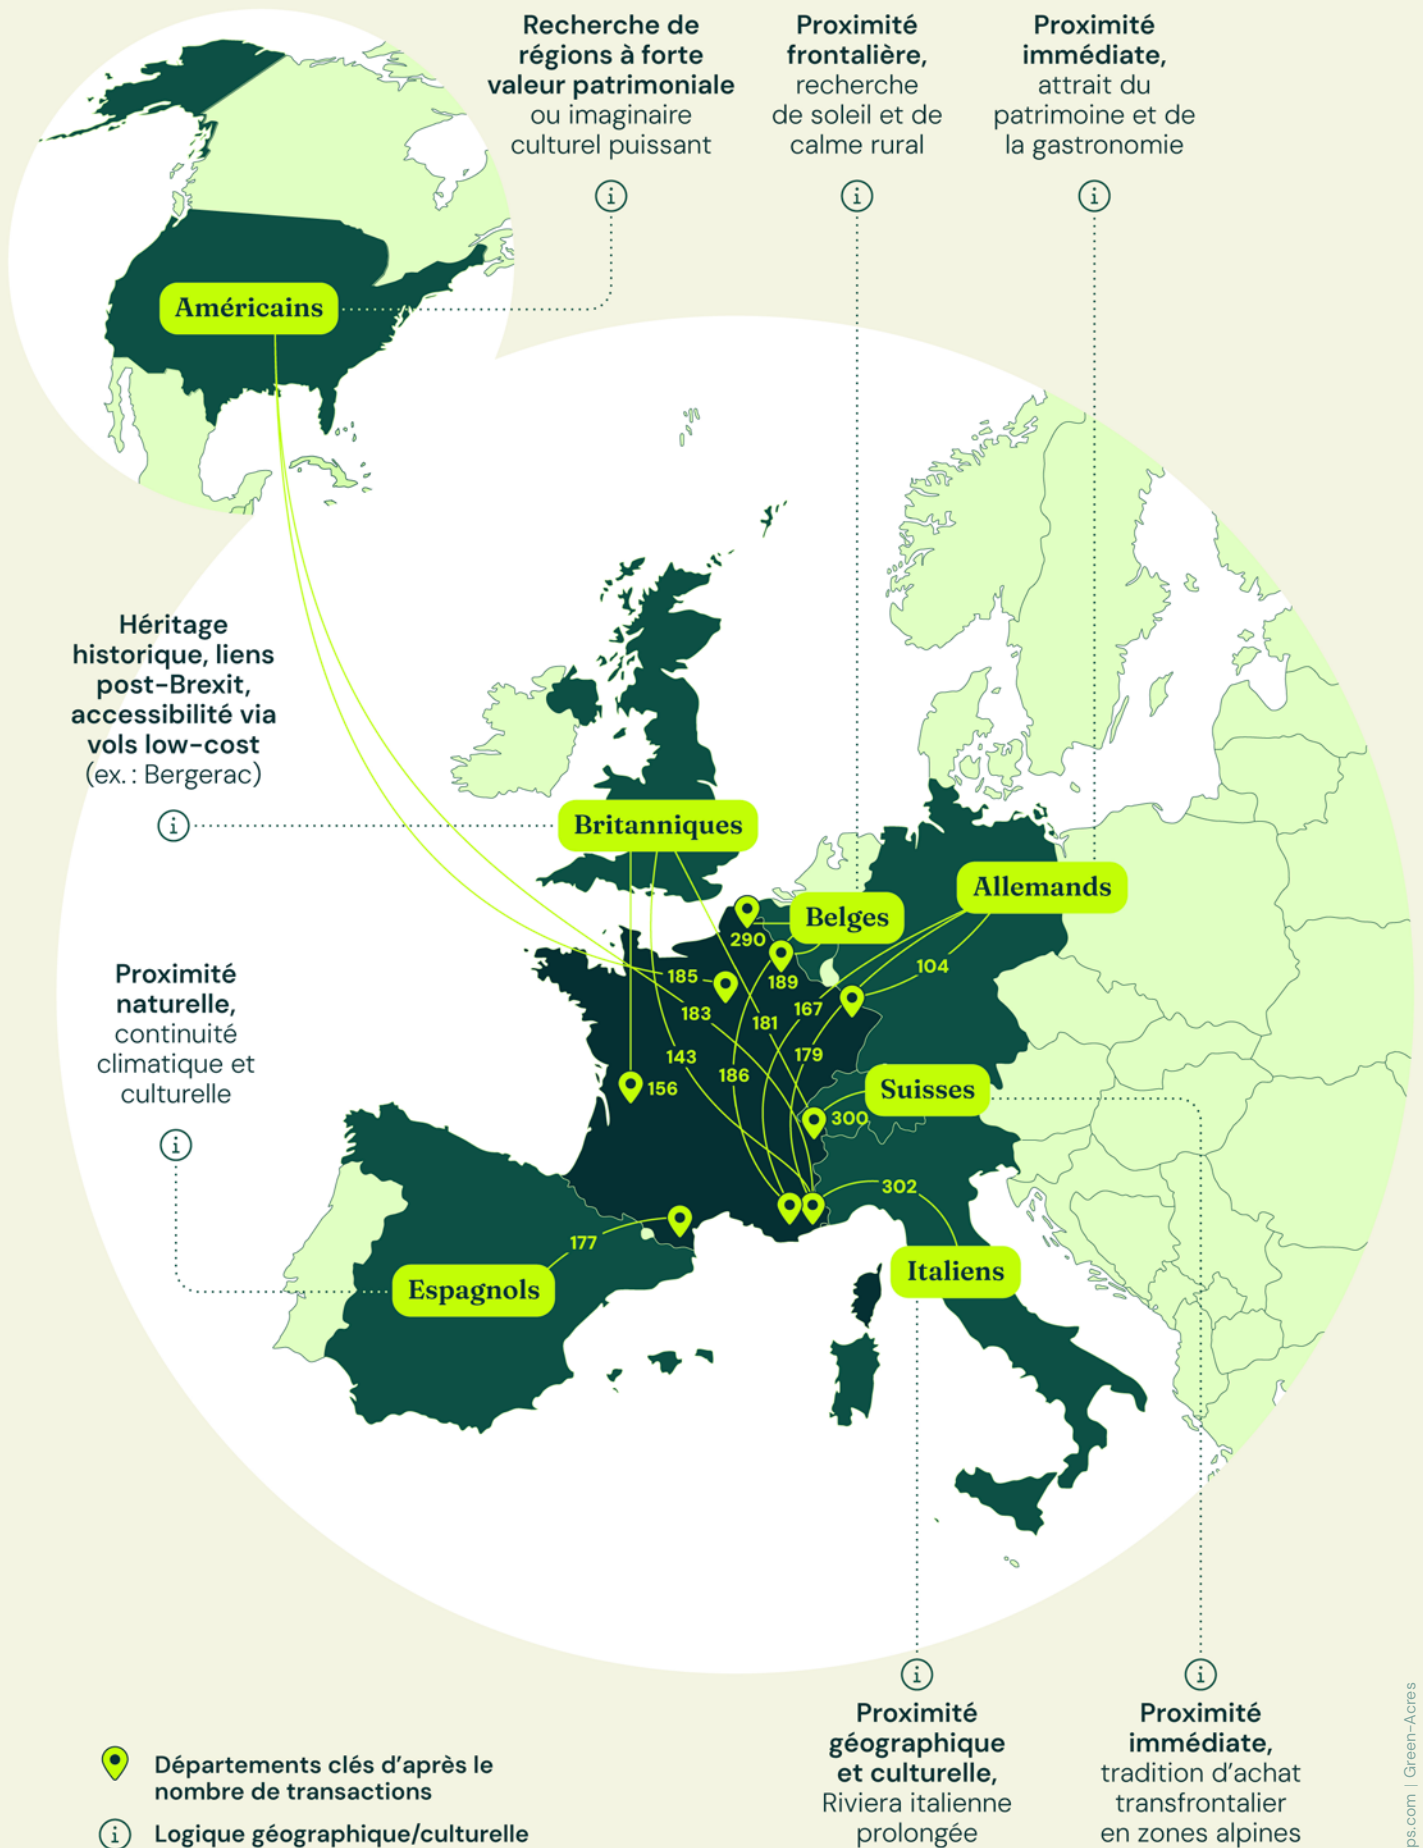 Recherche de
régions à forte
valeur patrimoniale
ou imaginaire
culturel puissant
Proximité
frontalière,
recherche
de soleil et de
calme rural
Proximité
immédiate,
attrait du
patrimoine et de
la gastronomie
Américains
Héritage
historique, liens
post-Brexit,
accessibilité via
vols low-cost
(ex. : Bergerac)
Britanniques
Allemands
Belges
290
189
104
185
183
181
167
179
143
186
156
Proximité
naturelle,
continuité
climatique et
culturelle
Suisses
300
302
177
Espagnols
Italiens
Proximité
géographique
et culturelle,
Riviera italienne
prolongée
Proximité
immédiate,
tradition d'achat
transfrontalier
en zones alpines
Départements clés d'après le
nombre de transactions
Logique géographique/culturelle
ps.com | Green-Acres